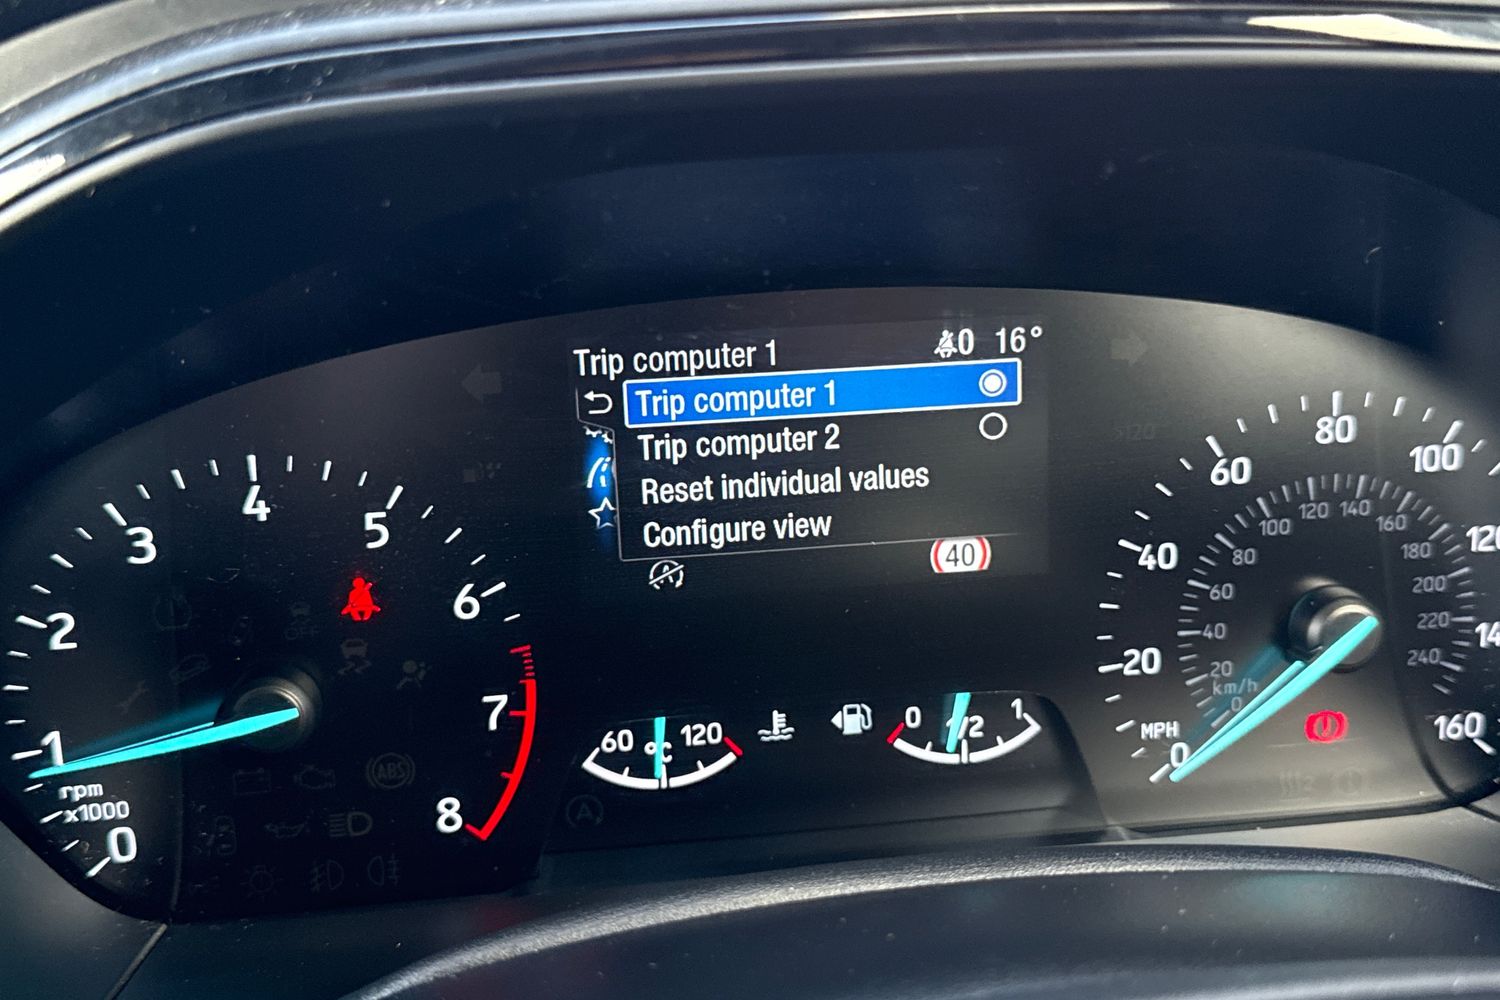 Trip computer 1
0 16°
Trip computer 1
Trip computer 2
Reset individual values
Configure view
40
0
1
2
3
4
5
6
7
8
rpm
x1000
60
°C
120
0
1/2
1
MPH
0
20
40
60
80
100
120
14
160
km/h
0
20
40
60
80
100
120
140
160
180
200
220
240
ABS
OFF
A